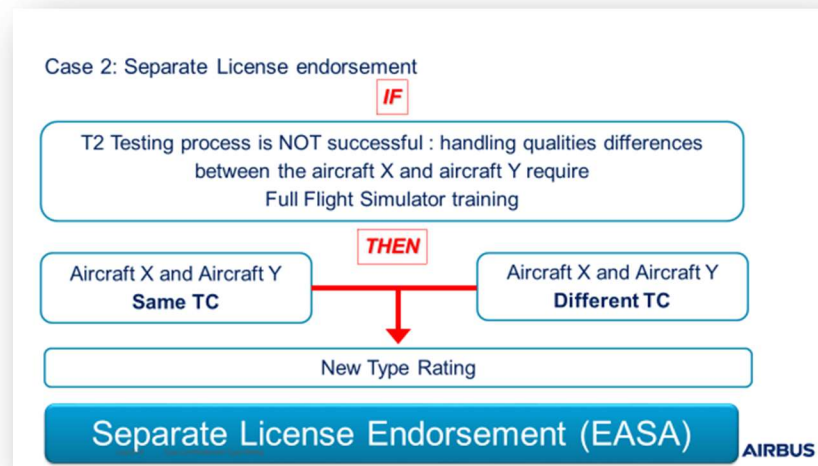 Case 2: Separate License endorsement
IF
T2 Testing process is NOT successful : handling qualities differences
between the aircraft X and aircraft Y require
Full Flight Simulator training
THEN
Aircraft X and Aircraft Y
Same TC
Aircraft X and Aircraft Y
Different TC
New Type Rating
Separate License Endorsement (EASA)
AIRBUS